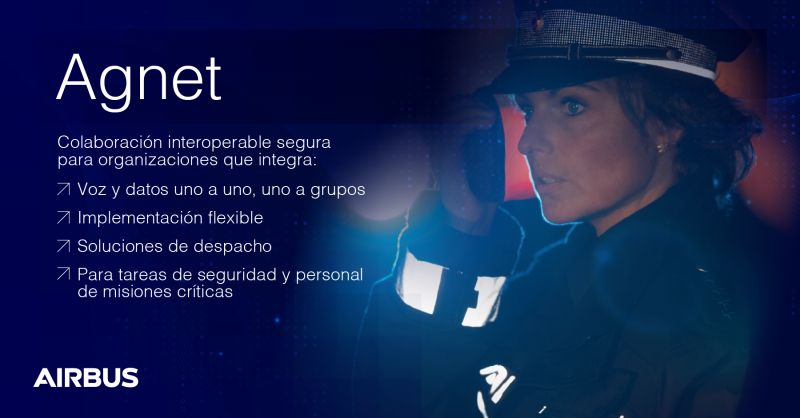 Agnet
Colaboración interoperable segura
para organizaciones que integra:
Voz y datos uno a uno, uno a grupos
Implementación flexible
Soluciones de despacho
Para tareas de seguridad y personal
de misiones críticas
AIRBUS